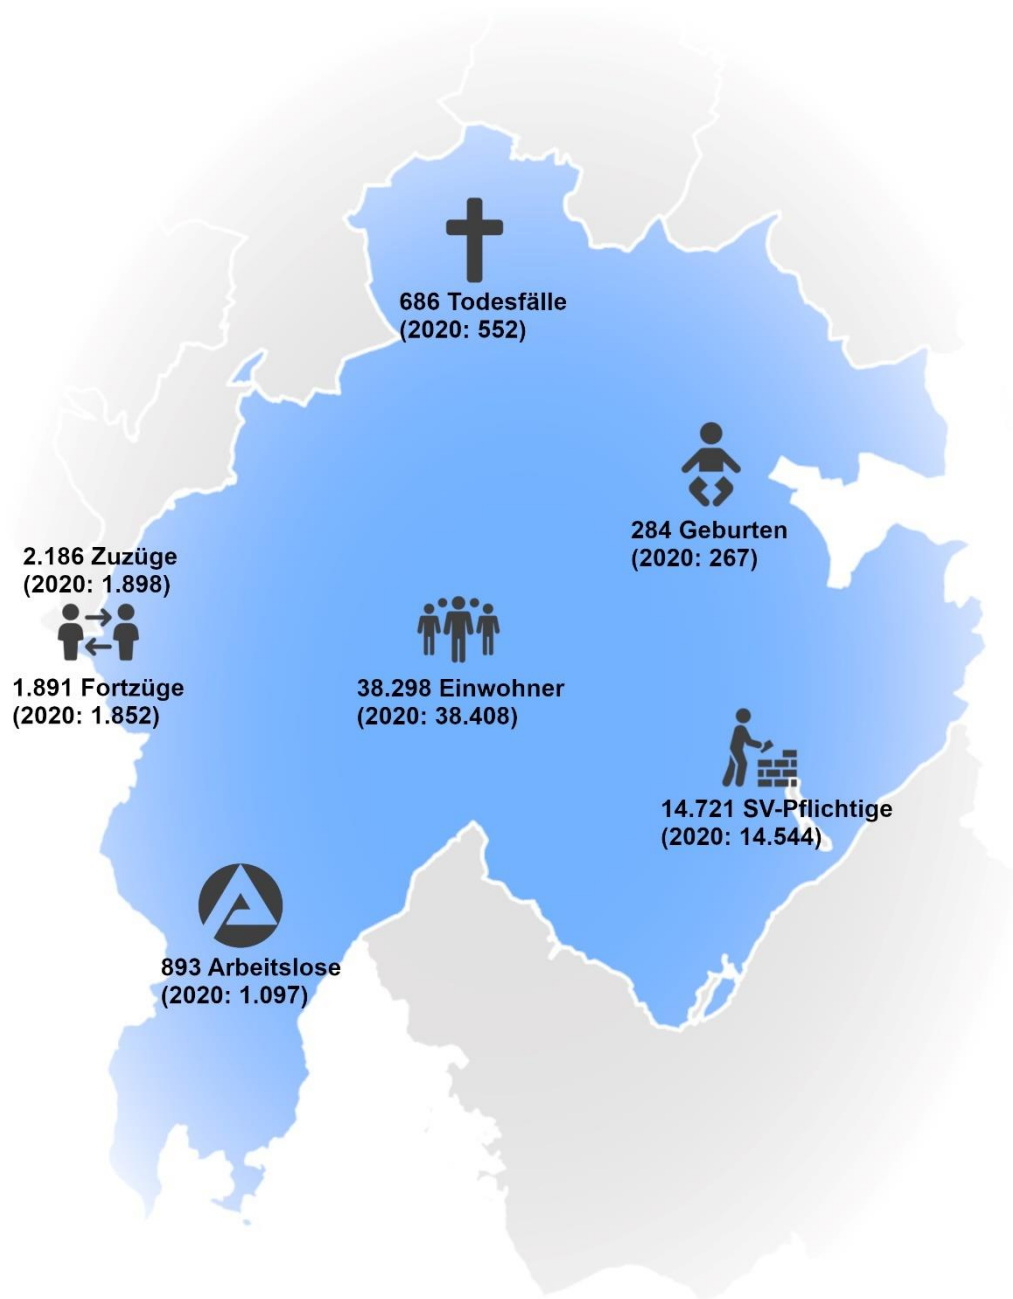 686 Todesfälle
(2020: 552)
284 Geburten
(2020: 267)
2.186 Zuzüge
(2020: 1.898)
1.891 Fortzüge
(2020: 1.852)
38.298 Einwohner
(2020: 38.408)
14.721 SV-Pflichtige
(2020: 14.544)
893 Arbeitslose
(2020: 1.097)